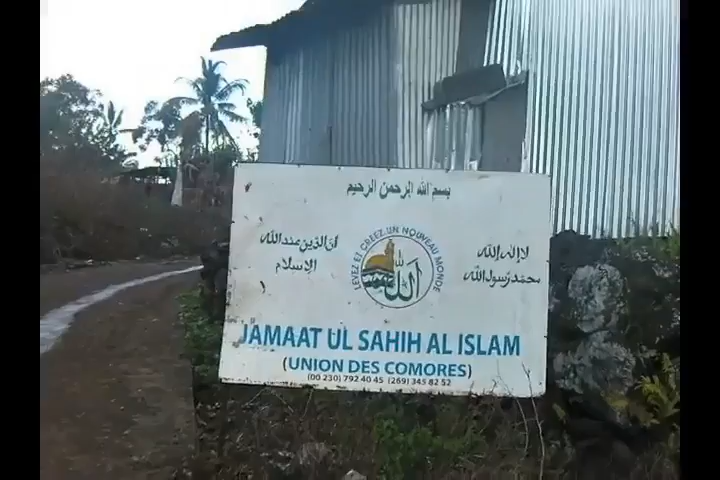 بسم الله الرحمن الرحيم
ان الدين عند الله
الإسلام
LEVEZ ET CREEZ UN NOUVEAU MONDE
الله
لا اله الا الله
محمد رسول الله
JAMAAT UL SAHIH AL ISLAM
(UNION DES COMORES)
(00 230) 792 40 45 (269) 345 82 52